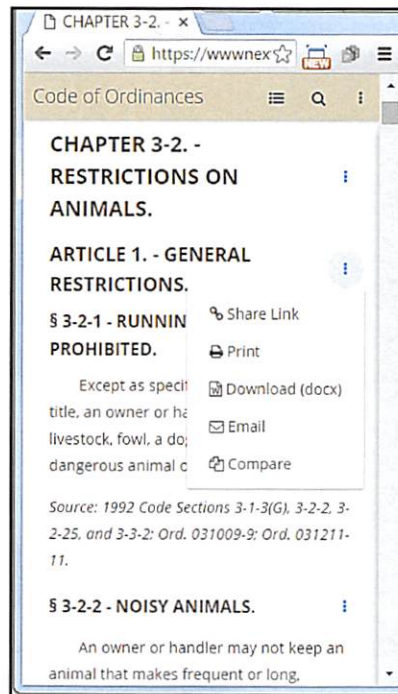 CHAPTER 3-2. -
https://wwwnex
NEW
Code of Ordinances
CHAPTER 3-2. -
RESTRICTIONS ON
ANIMALS.
ARTICLE 1. - GENERAL
RESTRICTIONS.
§ 3-2-1 - RUNNIN
PROHIBITED.
Share Link
Print
Download (docx)
Email
Compare
Except as specif
title, an owner or ha
livestock, fowl, a dog
dangerous animal o
Source: 1992 Code Sections 3-1-3(G), 3-2-2, 3-
2-25, and 3-3-2; Ord. 031009-9; Ord. 031211-
11.
§ 3-2-2 - NOISY ANIMALS.
An owner or handler may not keep an
animal that makes frequent or long,